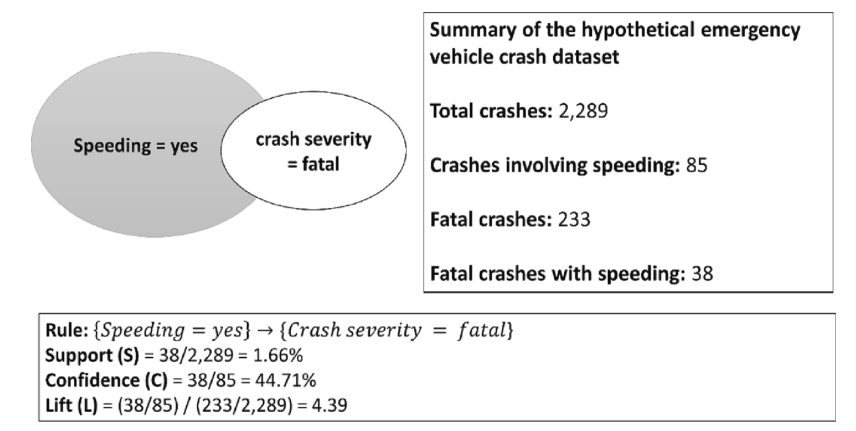 Speeding = yes
crash severity
= fatal
Summary of the hypothetical emergency
vehicle crash dataset
Total crashes: 2,289
Crashes involving speeding: 85
Fatal crashes: 233
Fatal crashes with speeding: 38
Rule: {Speeding = yes} → {Crash severity = fatal}
Support (S) = 38/2,289 = 1.66%
Confidence (C) = 38/85 = 44.71%
Lift (L) = (38/85) / (233/2,289) = 4.39